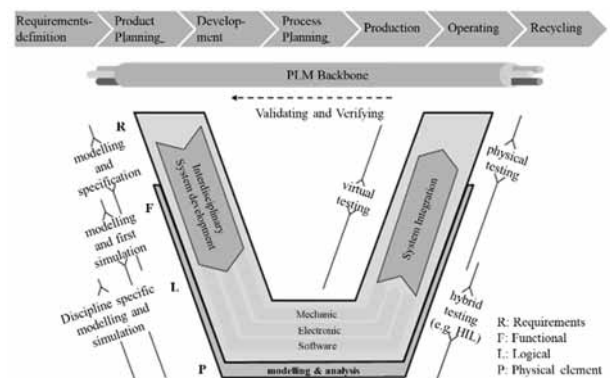 Requirements-
definition
Product
Planning_
Develop-
ment
Process
Planning_
Production
Operating
Recycling
PLM Backbone
Validating and Verifying
R
modelling
and
specification
Interdisciplinary
System development
virtual
testing
System Integration
physical
testing
F
modelling
and first
simulation
L
Discipline specific
modelling and
simulation
Mechanic
Electronic
Software
hybrid
testing
(e.g. HIL)
P
modelling & analysis
R: Requirements
F: Functional
L: Logical
P: Physical element